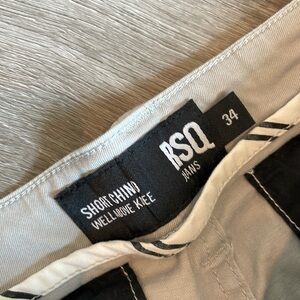 RSQ
JEANS
34
SHORT CHINO
WELL ABOVE KNEE